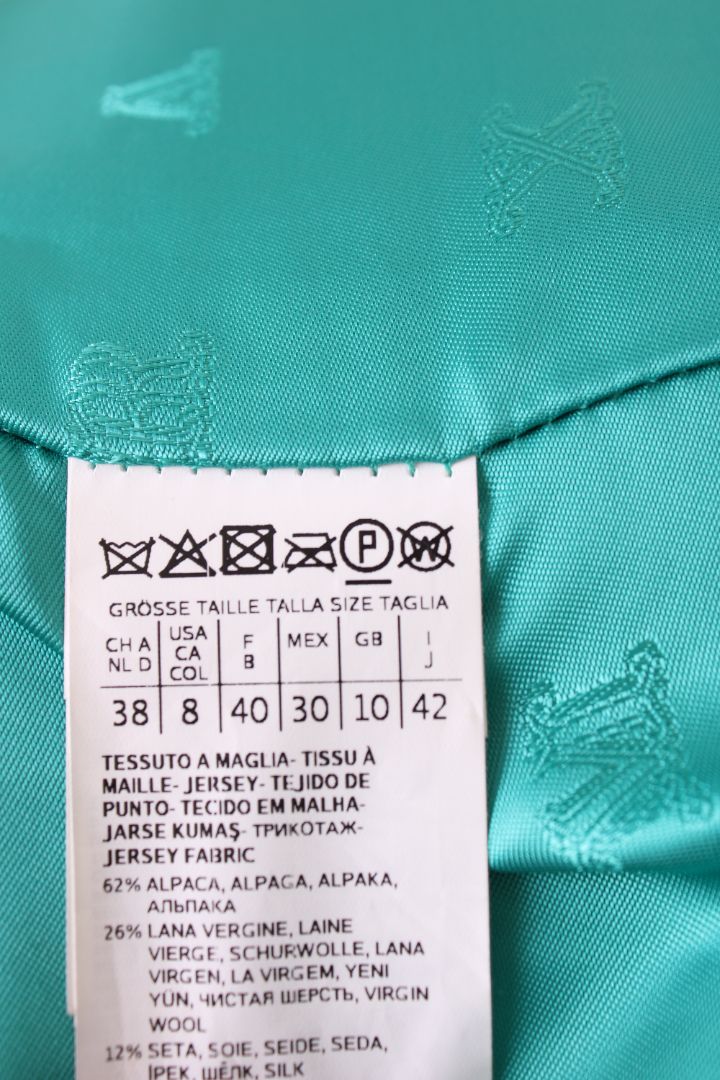 GRÖSSE TAILLE TALLA SIZE TAGLIA
CH A NL D | USA CA COL | F B | MEX | GB | I J
38 | 8 | 40 | 30 | 10 | 42
TESSUTO A MAGLIA- TISSU À
MAILLE- JERSEY- TEJIDO DE
PUNTO- TECIDO EM MALHA-
JARSE KUMAŞ- ТРИКОТАЖ-
JERSEY FABRIC
62% ALPACA, ALPAGA, ALPAKA,
АЛЬПАКА
26% LANA VERGINE, LAINE
VIERGE, SCHURWOLLE, LANA
VIRGEN, LA VIRGEM, YENI
YÜN, ЧИСТАЯ ШЕРСТЬ, VIRGIN
WOOL
12% SETA, SOIE, SEIDE, SEDA,
İPEK, ШЁЛК, SILK